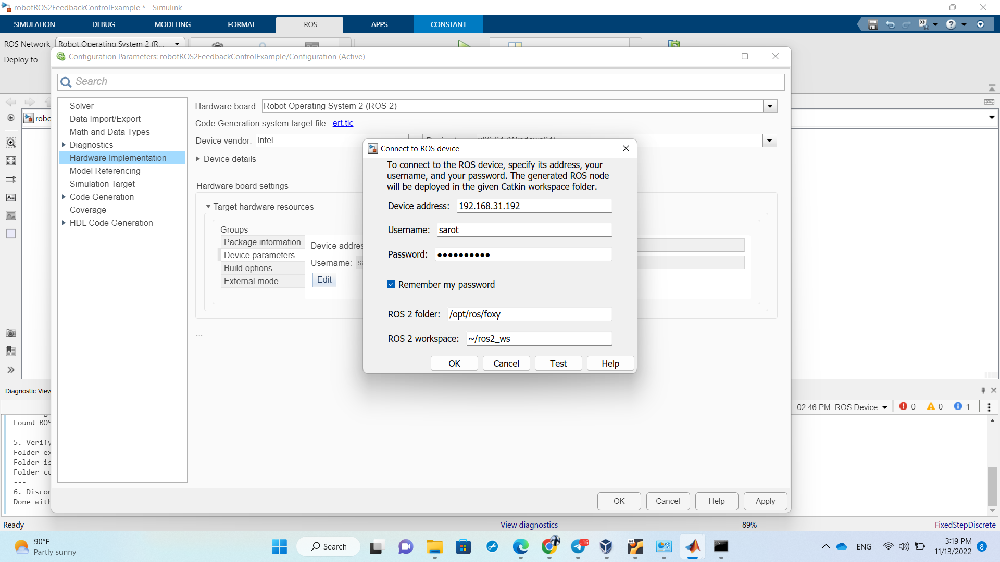 robotROS2FeedbackControlExample * - Simulink
SIMULATION DEBUG MODELING FORMAT ROS APPS CONSTANT
ROS Network Robot Operating System 2 (R...
Deploy to
Configuration Parameters: robotROS2FeedbackControlExample/Configuration (Active)
Search
robo
Solver
Data Import/Export
Math and Data Types
Diagnostics
Hardware Implementation
Model Referencing
Simulation Target
Code Generation
Coverage
HDL Code Generation
Hardware board: Robot Operating System 2 (ROS 2)
Code Generation system target file: ert.tlc
Device vendor: Intel
Device details
Hardware board settings
Target hardware resources
Groups
Package information
Device parameters
Build options
External mode
Device addres
Username: sa
Edit
...
Connect to ROS device
To connect to the ROS device, specify its address, your
username, and your password. The generated ROS node
will be deployed in the given Catkin workspace folder.
Device address: 192.168.31.192
Username: sarot
Password: ●●●●●●●●●●
Remember my password
ROS 2 folder: /opt/ros/foxy
ROS 2 workspace: ~/ros2_ws
OK Cancel Test Help
Diagnostic View
02:46 PM: ROS Device 0 0 1
Found ROS
---
5. Verify
Folder ex
Folder is
Folder co
---
6. Discon
Done with
OK Cancel Help Apply
Ready View diagnostics 89% FixedStepDiscrete
90°F
Partly sunny
Search
16
64
ENG
3:19 PM
11/13/2022
8